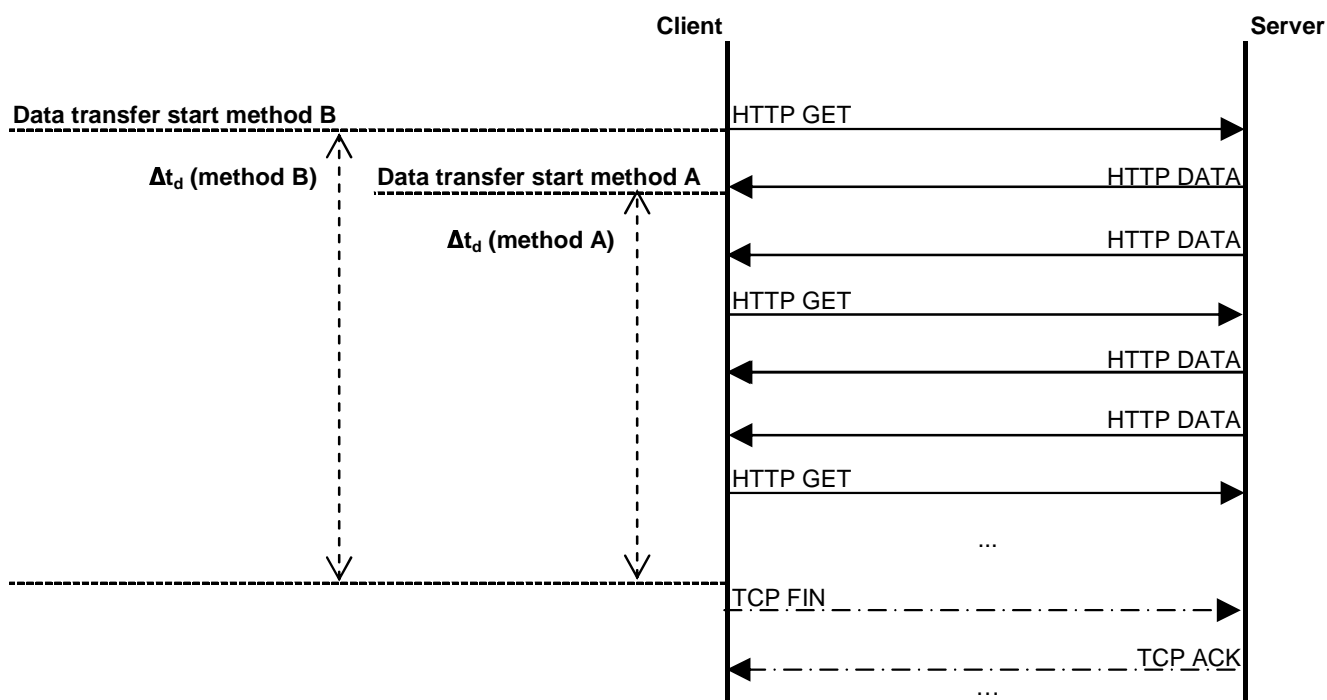 Client
Server
Data transfer start method B
HTTP GET
Δtd (method B)
Data transfer start method A
HTTP DATA
Δtd (method A)
HTTP DATA
HTTP GET
HTTP DATA
HTTP DATA
HTTP GET
...
TCP FIN
TCP ACK
...